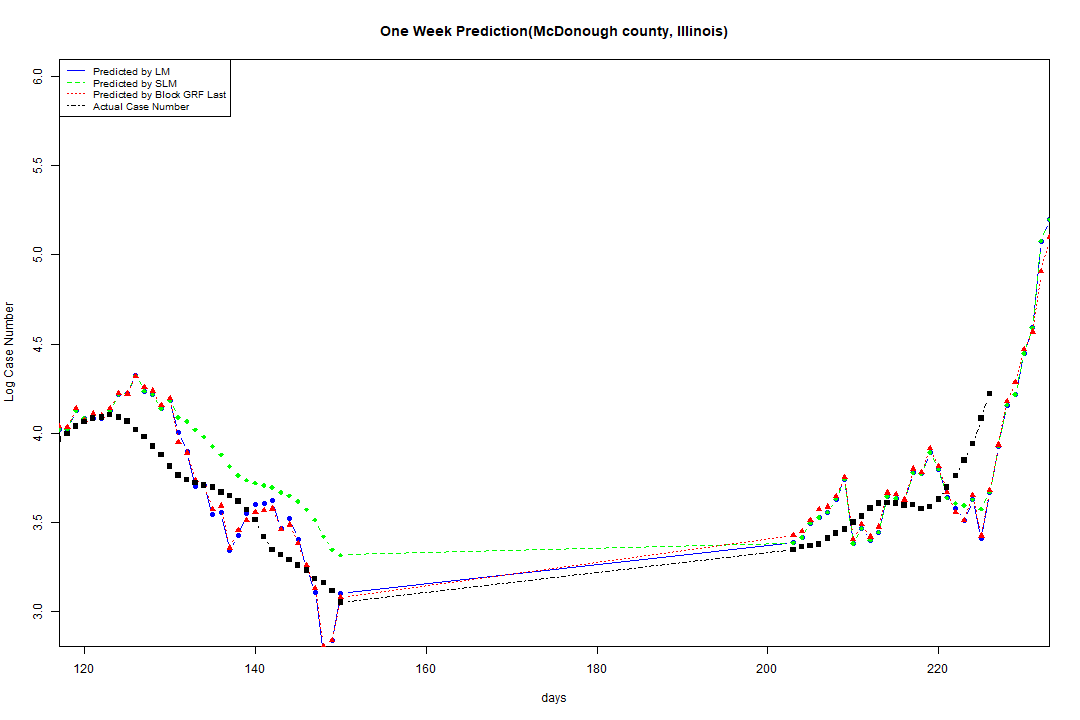 One Week Prediction(McDonough county, Illinois)
Predicted by LM
Predicted by SLM
Predicted by Block GRF Last
Actual Case Number
6.0
5.5
5.0
4.5
4.0
3.5
3.0
Log Case Number
120 140 160 180 200 220
days